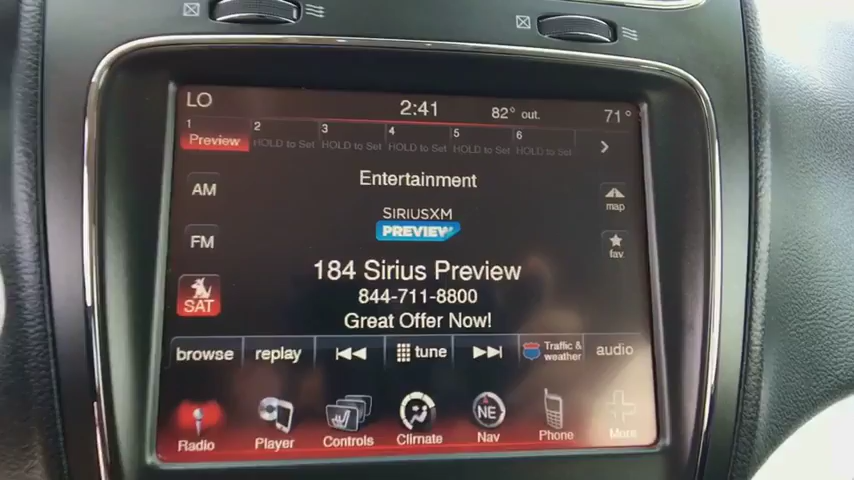 LO 2:41 82° out. 71°
1 2 3 4 5 6
Preview HOLD to Set HOLD to Set HOLD to Set HOLD to Set HOLD to Set
AM
Entertainment
map
SIRIUSXM
PREVIEW
FM
fav
184 Sirius Preview
844-711-8800
SAT
Great Offer Now!
browse replay tune Traffic & weather audio
NE
Radio Player Controls Climate Nav Phone More